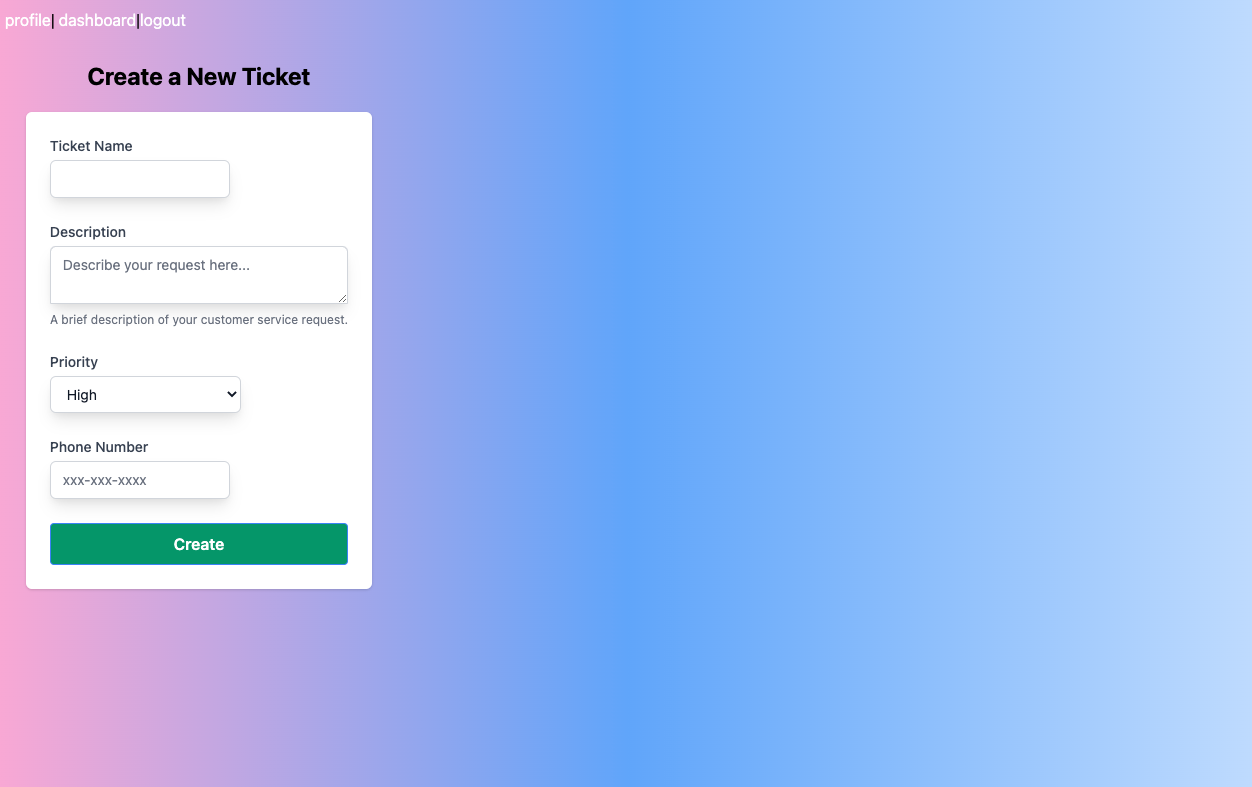 profile| dashboard|logout
Create a New Ticket
Ticket Name
Description
Describe your request here...
A brief description of your customer service request.
Priority
High
Phone Number
xxx-xxx-xxxx
Create